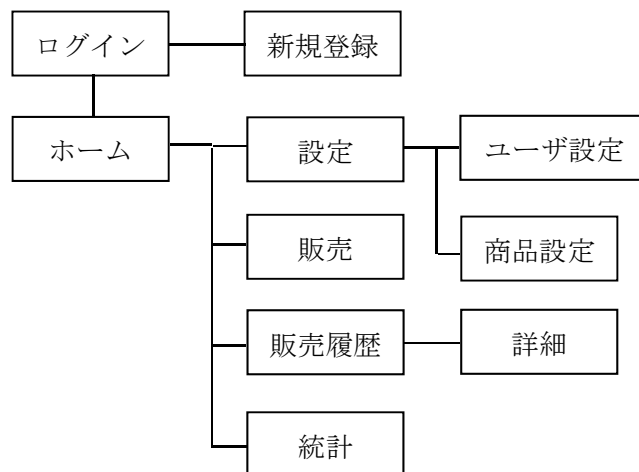 ログイン
新規登録
ホーム
設定
ユーザ設定
販売
商品設定
販売履歴
詳細
統計